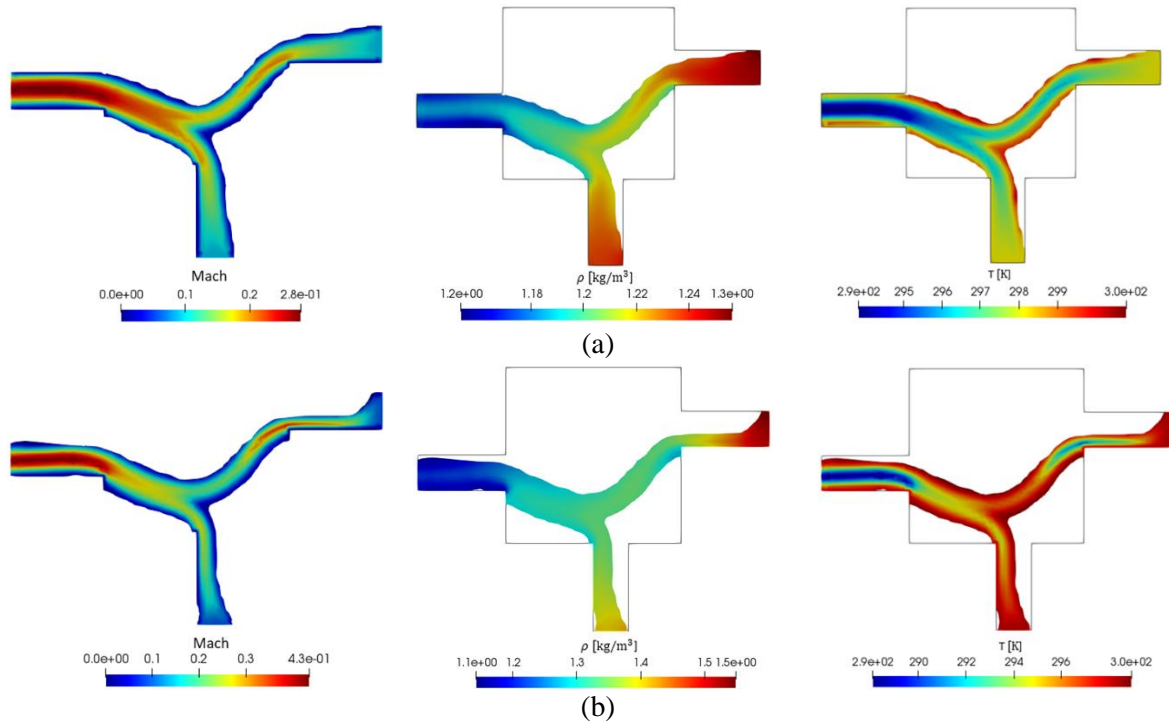 Mach
0.0e+00 0.1 0.2 2.8e-01
ρ [kg/m³]
1.2e+00 1.18 1.2 1.22 1.24 1.3e+00
T [K]
2.9e+02 295 296 297 298 299 3.0e+02
(a)
Mach
0.0e+00 0.1 0.2 0.3 4.3e-01
ρ [kg/m³]
1.1e+00 1.2 1.3 1.4 1.5 1.5e+00
T [K]
2.9e+02 290 292 294 296 3.0e+02
(b)